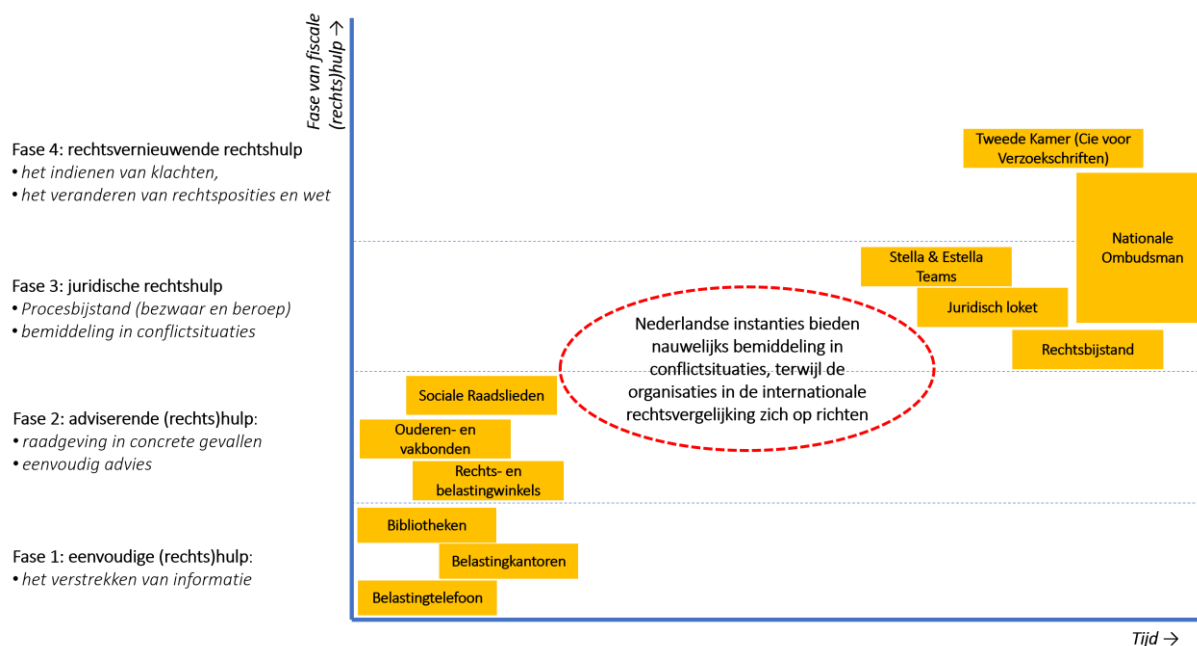 Fase van fiscale
(rechts)hulp →
Fase 4: rechtsvernieuwende rechtshulp
• het indienen van klachten,
• het veranderen van rechtsposities en wet
Tweede Kamer (Cie voor
Verzoekschriften)
Nationale
Ombudsman
Fase 3: juridische rechtshulp
• Procesbijstand (bezwaar en beroep)
• bemiddeling in conflictsituaties
Stella & Estella
Teams
Juridisch loket
Rechtsbijstand
Nederlandse instanties bieden
nauwelijks bemiddeling in
conflictsituaties, terwijl de
organisaties in de internationale
rechtsvergelijking zich op richten
Fase 2: adviserende (rechts)hulp:
• raadgeving in concrete gevallen
• eenvoudig advies
Sociale Raadslieden
Ouderen- en
vakbonden
Rechts- en
belastingwinkels
Fase 1: eenvoudige (rechts)hulp:
• het verstrekken van informatie
Bibliotheken
Belastingkantoren
Belastingtelefoon
Tijd →